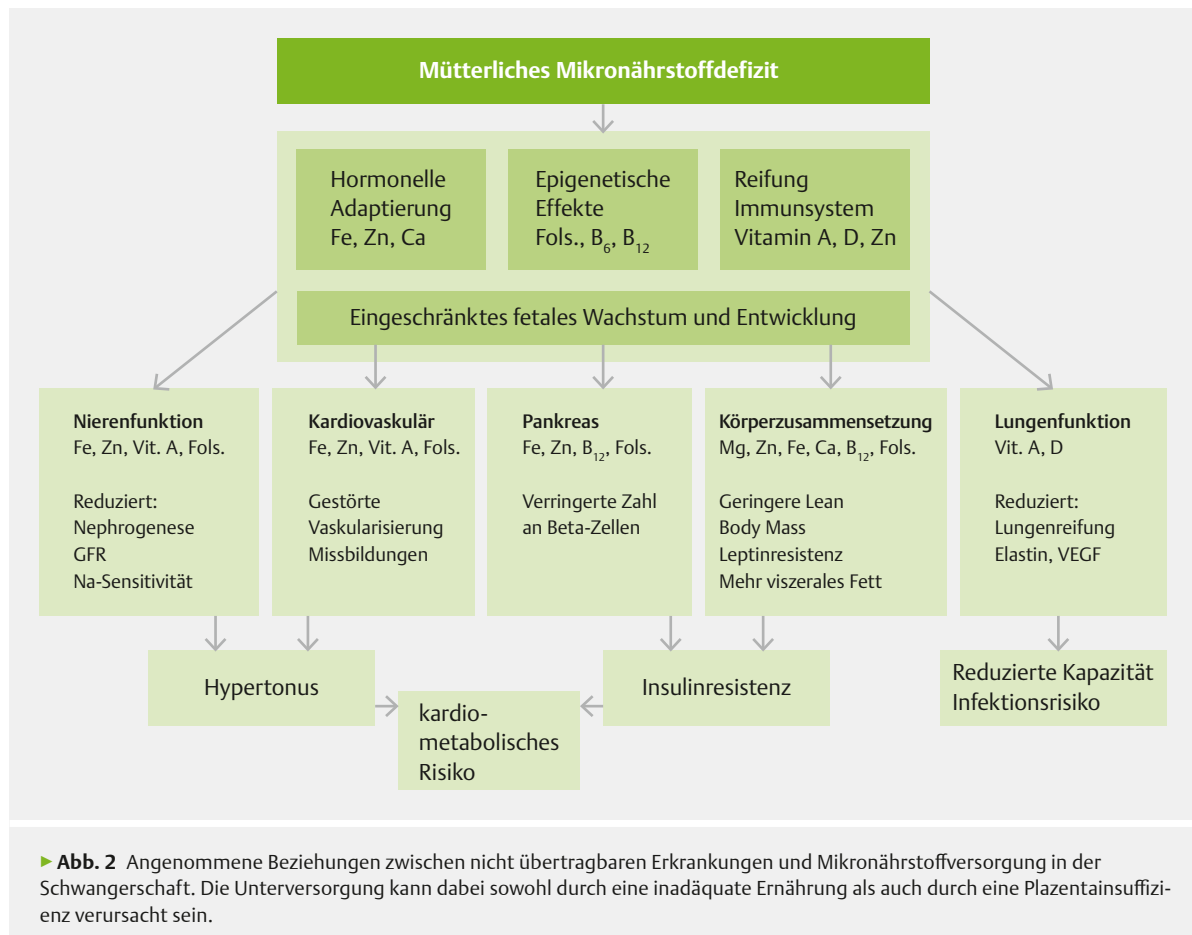 Mütterliches Mikronährstoffdefizit
Hormonelle
Adaptierung
Fe, Zn, Ca
Epigenetische
Effekte
Fols., B₆, B₁₂
Reifung
Immunsystem
Vitamin A, D, Zn
Eingeschränktes fetales Wachstum und Entwicklung
Nierenfunktion
Fe, Zn, Vit. A, Fols.
Reduziert:
Nephrogenese
GFR
Na-Sensitivität
Kardiovaskulär
Fe, Zn, Vit. A, Fols.
Gestörte
Vaskularisierung
Missbildungen
Pankreas
Fe, Zn, B₁₂, Fols.
Verringerte Zahl
an Beta-Zellen
Körperzusammensetzung
Mg, Zn, Fe, Ca, B₁₂, Fols.
Geringere Lean
Body Mass
Leptinresistenz
Mehr viszerales Fett
Lungenfunktion
Vit. A, D
Reduziert:
Lungenreifung
Elastin, VEGF
Hypertonus
kardio-
metabolisches
Risiko
Insulinresistenz
Reduzierte Kapazität
Infektionsrisiko
▶ Abb. 2 Angenommene Beziehungen zwischen nicht übertragbaren Erkrankungen und Mikronährstoffversorgung in der
Schwangerschaft. Die Unterversorgung kann dabei sowohl durch eine inadäquate Ernährung als auch durch eine Plazentainsuffizi-
enz verursacht sein.